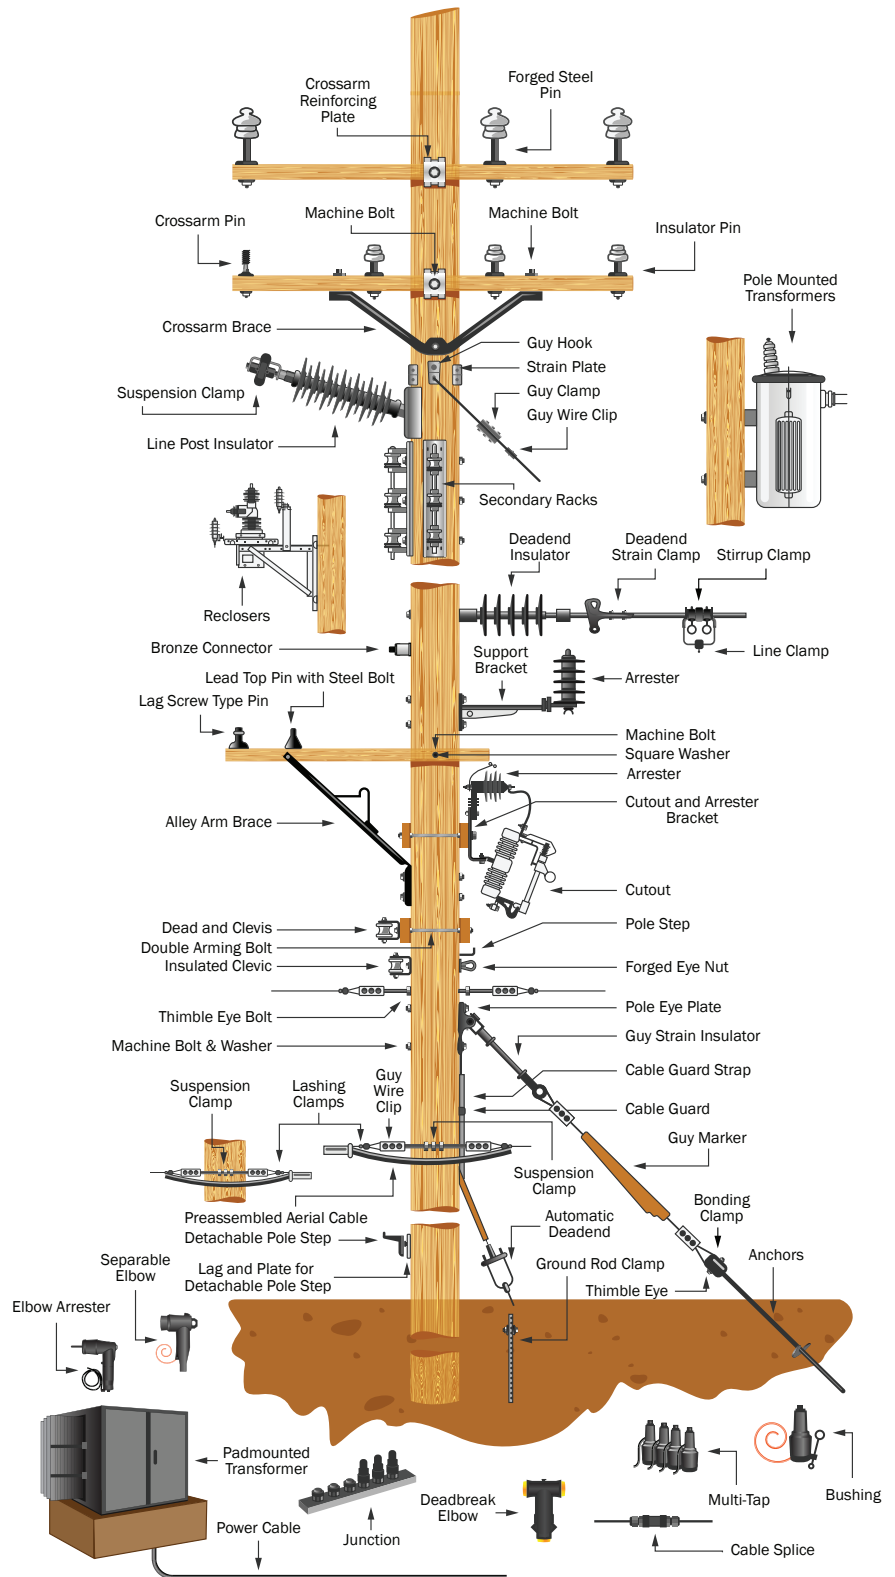 Crossarm
Reinforcing
Plate
Forged Steel
Pin
Crossarm Pin
Machine Bolt
Machine Bolt
Insulator Pin
Pole Mounted
Transformers
Crossarm Brace
Guy Hook
Strain Plate
Guy Clamp
Guy Wire Clip
Suspension Clamp
Line Post Insulator
Secondary Racks
Reclosers
Deadend
Insulator
Deadend
Strain Clamp
Stirrup Clamp
Bronze Connector
Support
Bracket
Line Clamp
Lead Top Pin with Steel Bolt
Arrester
Lag Screw Type Pin
Machine Bolt
Square Washer
Arrester
Cutout and Arrester
Bracket
Alley Arm Brace
Cutout
Dead and Clevis
Pole Step
Double Arming Bolt
Insulated Clevic
Forged Eye Nut
Thimble Eye Bolt
Pole Eye Plate
Machine Bolt & Washer
Guy Strain Insulator
Cable Guard Strap
Suspension
Clamp
Lashing
Clamps
Guy
Wire
Clip
Cable Guard
Guy Marker
Suspension
Clamp
Bonding
Clamp
Preassembled Aerial Cable
Detachable Pole Step
Automatic
Deadend
Separable
Elbow
Lag and Plate for
Detachable Pole Step
Ground Rod Clamp
Anchors
Thimble Eye
Elbow Arrester
Padmounted
Transformer
Power Cable
Junction
Deadbreak
Elbow
Multi-Tap
Bushing
Cable Splice